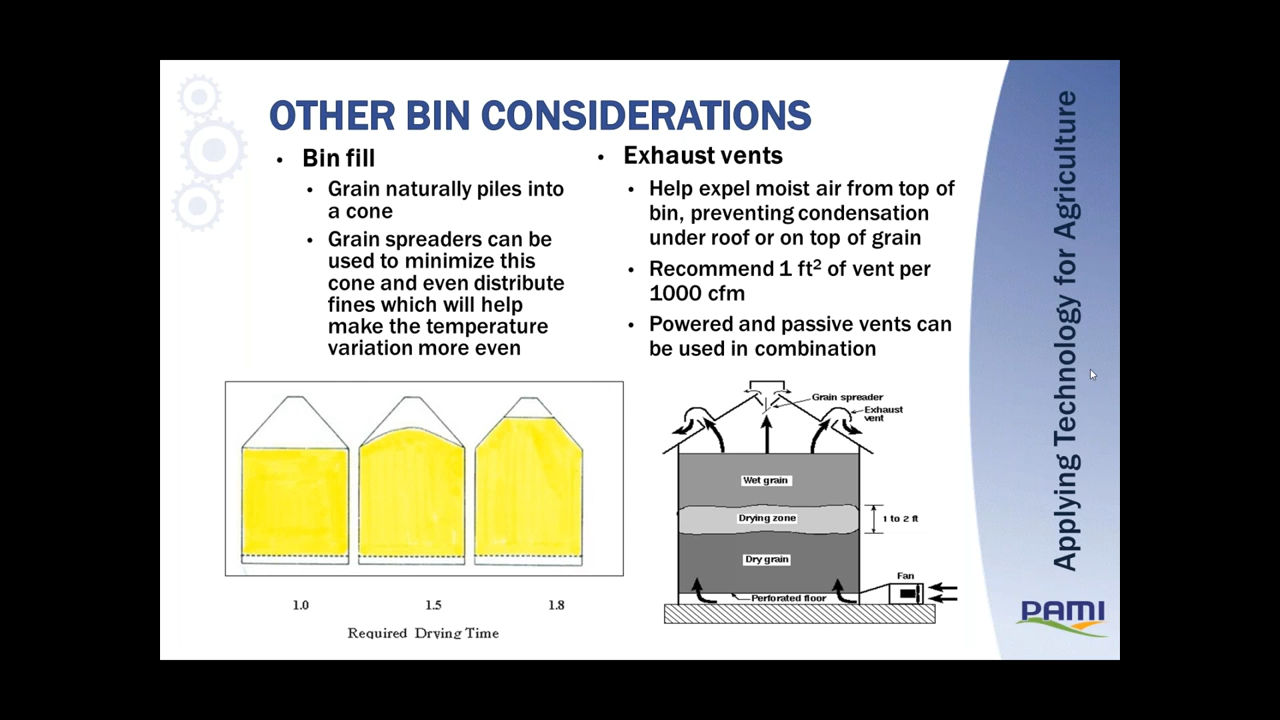 OTHER BIN CONSIDERATIONS
• Bin fill
• Grain naturally piles into
a cone
• Grain spreaders can be
used to minimize this
cone and even distribute
fines which will help
make the temperature
variation more even
• Exhaust vents
• Help expel moist air from top of
bin, preventing condensation
under roof or on top of grain
• Recommend 1 ft² of vent per
1000 cfm
• Powered and passive vents can
be used in combination
1.0 1.5 1.8
Required Drying Time
Grain spreader
Exhaust
vent
Wet grain
Drying zone
1 to 2 ft
Dry grain
Fan
Perforated floor
Applying Technology for Agriculture
PAMI